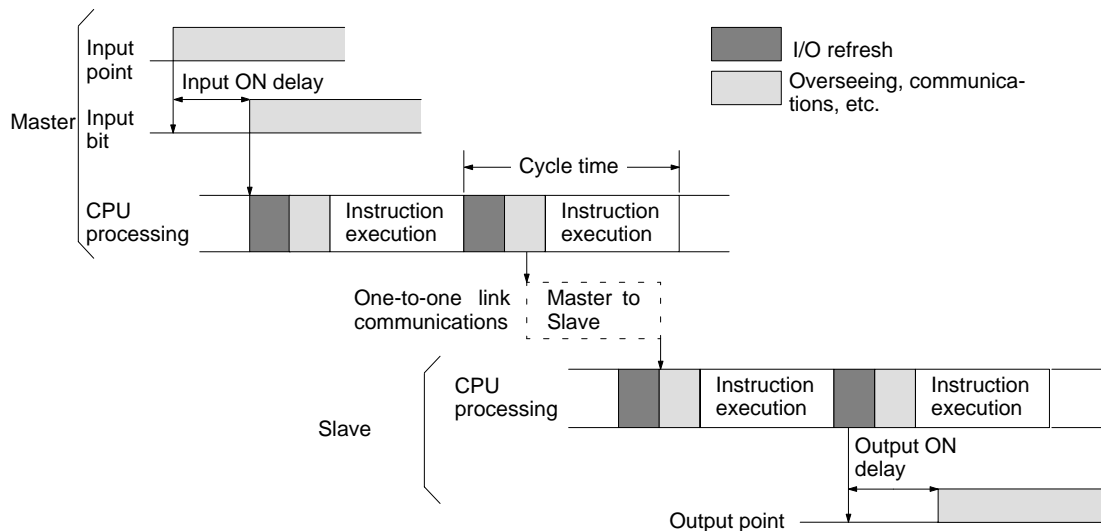 Input
point
I/O refresh
Overseeing, communica-
tions, etc.
Input ON delay
Master
Input
bit
Cycle time
CPU
processing
Instruction
execution
Instruction
execution
One-to-one link
communications
Master to
Slave
Slave
CPU
processing
Instruction
execution
Instruction
execution
Output ON
delay
Output point